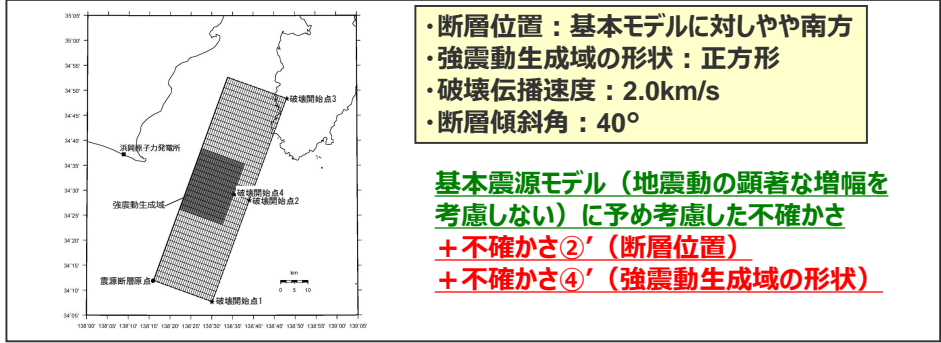 35°05'
35°00'
34°55'
34°50'
34°45'
34°40'
34°35'
34°30'
34°25'
34°20'
34°15'
34°10'
34°05'
138°00' 138°05' 138°10' 138°15' 138°20' 138°25' 138°30' 138°35' 138°40' 138°45' 138°50' 138°55' 139°00' 139°05'
破壊開始点3
浜岡原子力発電所
破壊開始点4
破壊開始点2
強震動生成域
震源断層原点
km
0 5 10
破壊開始点1
・断層位置：基本モデルに対しやや南方
・強震動生成域の形状：正方形
・破壊伝播速度：2.0km/s
・断層傾斜角：40°
基本震源モデル（地震動の顕著な増幅を
考慮しない）に予め考慮した不確かさ
＋不確かさ②’（断層位置）
＋不確かさ④’（強震動生成域の形状）